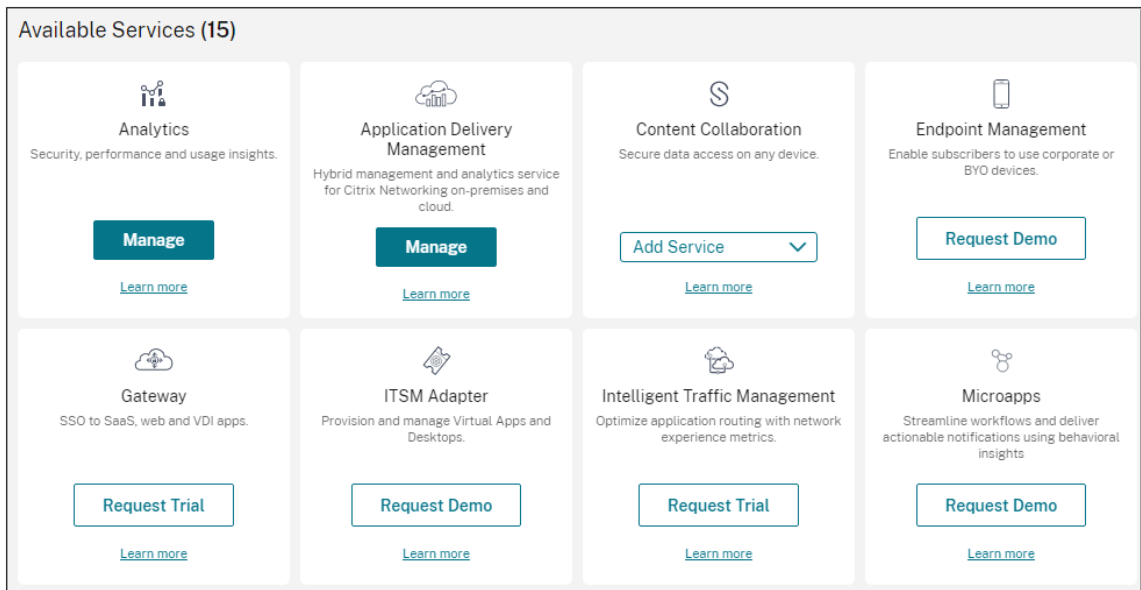 Available Services (15)
Analytics
Security, performance and usage insights.
Manage
Learn more
Application Delivery
Management
Hybrid management and analytics service
for Citrix Networking on-premises and
cloud.
Manage
Learn more
Content Collaboration
Secure data access on any device.
Add Service
Learn more
Endpoint Management
Enable subscribers to use corporate or
BYO devices.
Request Demo
Learn more
Gateway
SSO to SaaS, web and VDI apps.
Request Trial
Learn more
ITSM Adapter
Provision and manage Virtual Apps and
Desktops.
Request Demo
Learn more
Intelligent Traffic Management
Optimize application routing with network
experience metrics.
Request Trial
Learn more
Microapps
Streamline workflows and deliver
actionable notifications using behavioral
insights
Request Demo
Learn more